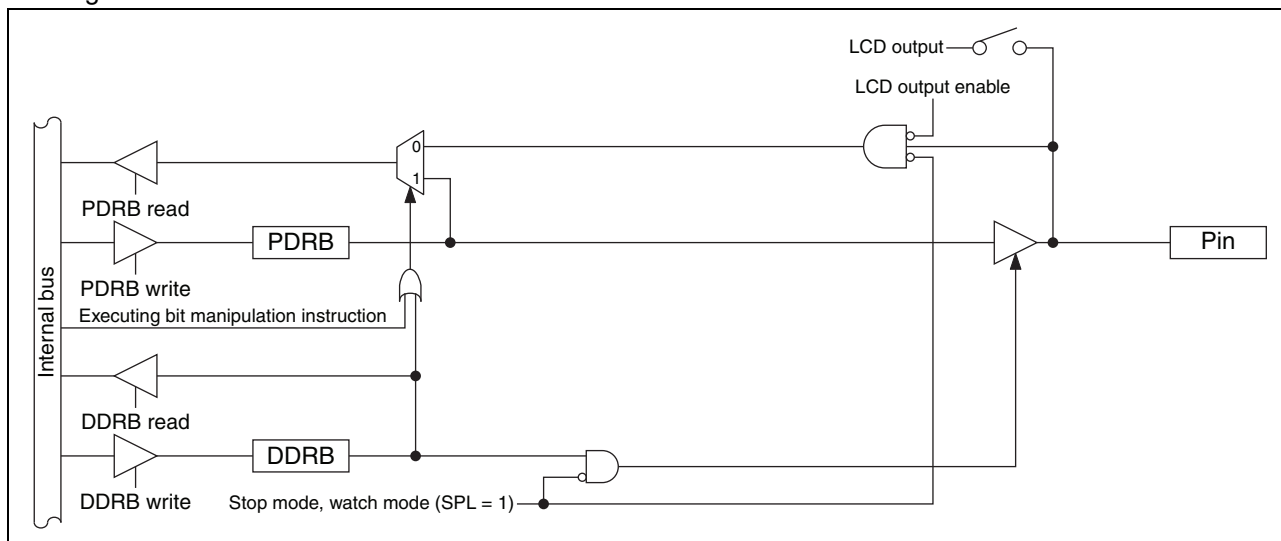 LCD output
LCD output enable
0
1
PDRB read
PDRB
Pin
PDRB write
Executing bit manipulation instruction
Internal bus
DDRB read
DDRB
DDRB write
Stop mode, watch mode (SPL = 1)